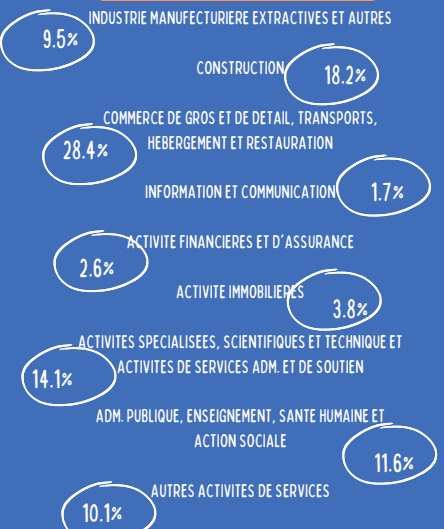 INDUSTRIE MANUFECTURIERE EXTRACTIVES ET AUTRES
9.5%
CONSTRUCTION
18.2%
COMMERCE DE GROS ET DE DETAIL, TRANSPORTS,
HEBERGEMENT ET RESTAURATION
28.4%
INFORMATION ET COMMUNICATION
1.7%
ACTIVITE FINANCIERES ET D'ASSURANCE
2.6%
ACTIVITE IMMOBILIERES
3.8%
ACTIVITES SPECIALISEES, SCIENTIFIQUES ET TECHNIQUE ET
ACTIVITES DE SERVICES ADM. ET DE SOUTIEN
14.1%
ADM. PUBLIQUE, ENSEIGNEMENT, SANTE HUMAINE ET
ACTION SOCIALE
11.6%
AUTRES ACTIVITES DE SERVICES
10.1%